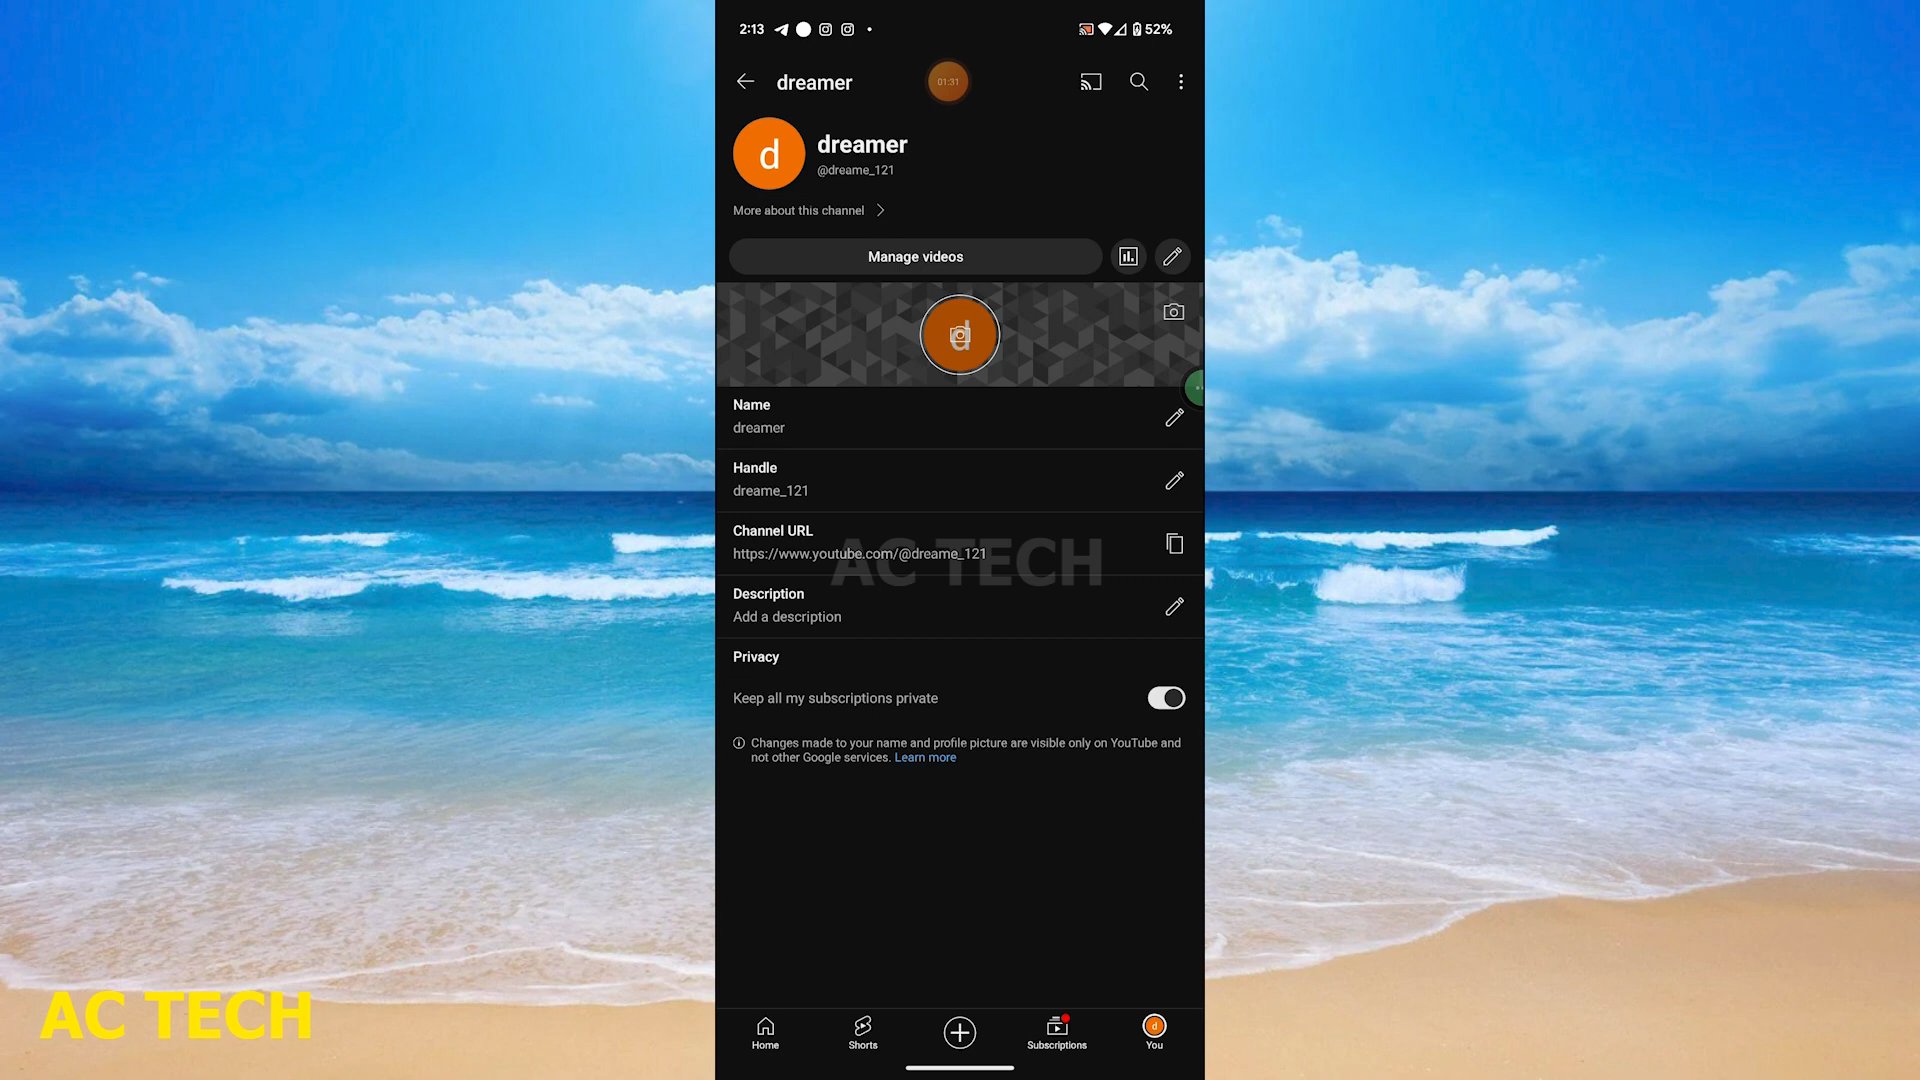 2:13
52%
dreamer
01:31
d
dreamer
@dreame_121
More about this channel
Manage videos
d
Name
dreamer
Handle
dreame_121
Channel URL
https://www.youtube.com/@dreame_121
AC TECH
Description
Add a description
Privacy
Keep all my subscriptions private
Changes made to your name and profile picture are visible only on YouTube and
not other Google services. Learn more
AC TECH
d
Home
Shorts
Subscriptions
You